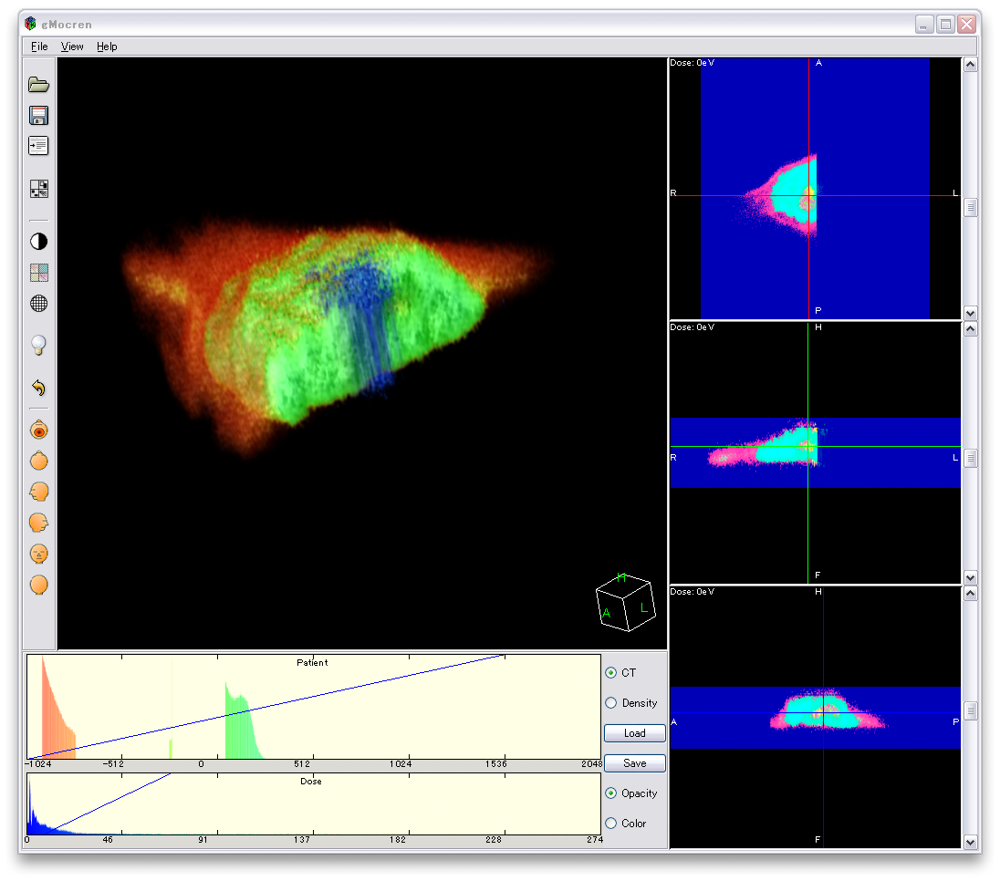 gMocren
File View Help
Dose: 0eV
A
R
L
P
Dose: 0eV
H
R
L
F
Dose: 0eV
H
A
P
F
H
A
L
Patient
-1024 -512 0 512 1024 1536 2048
Dose
0 46 91 137 182 228 274
CT
Density
Load
Save
Opacity
Color